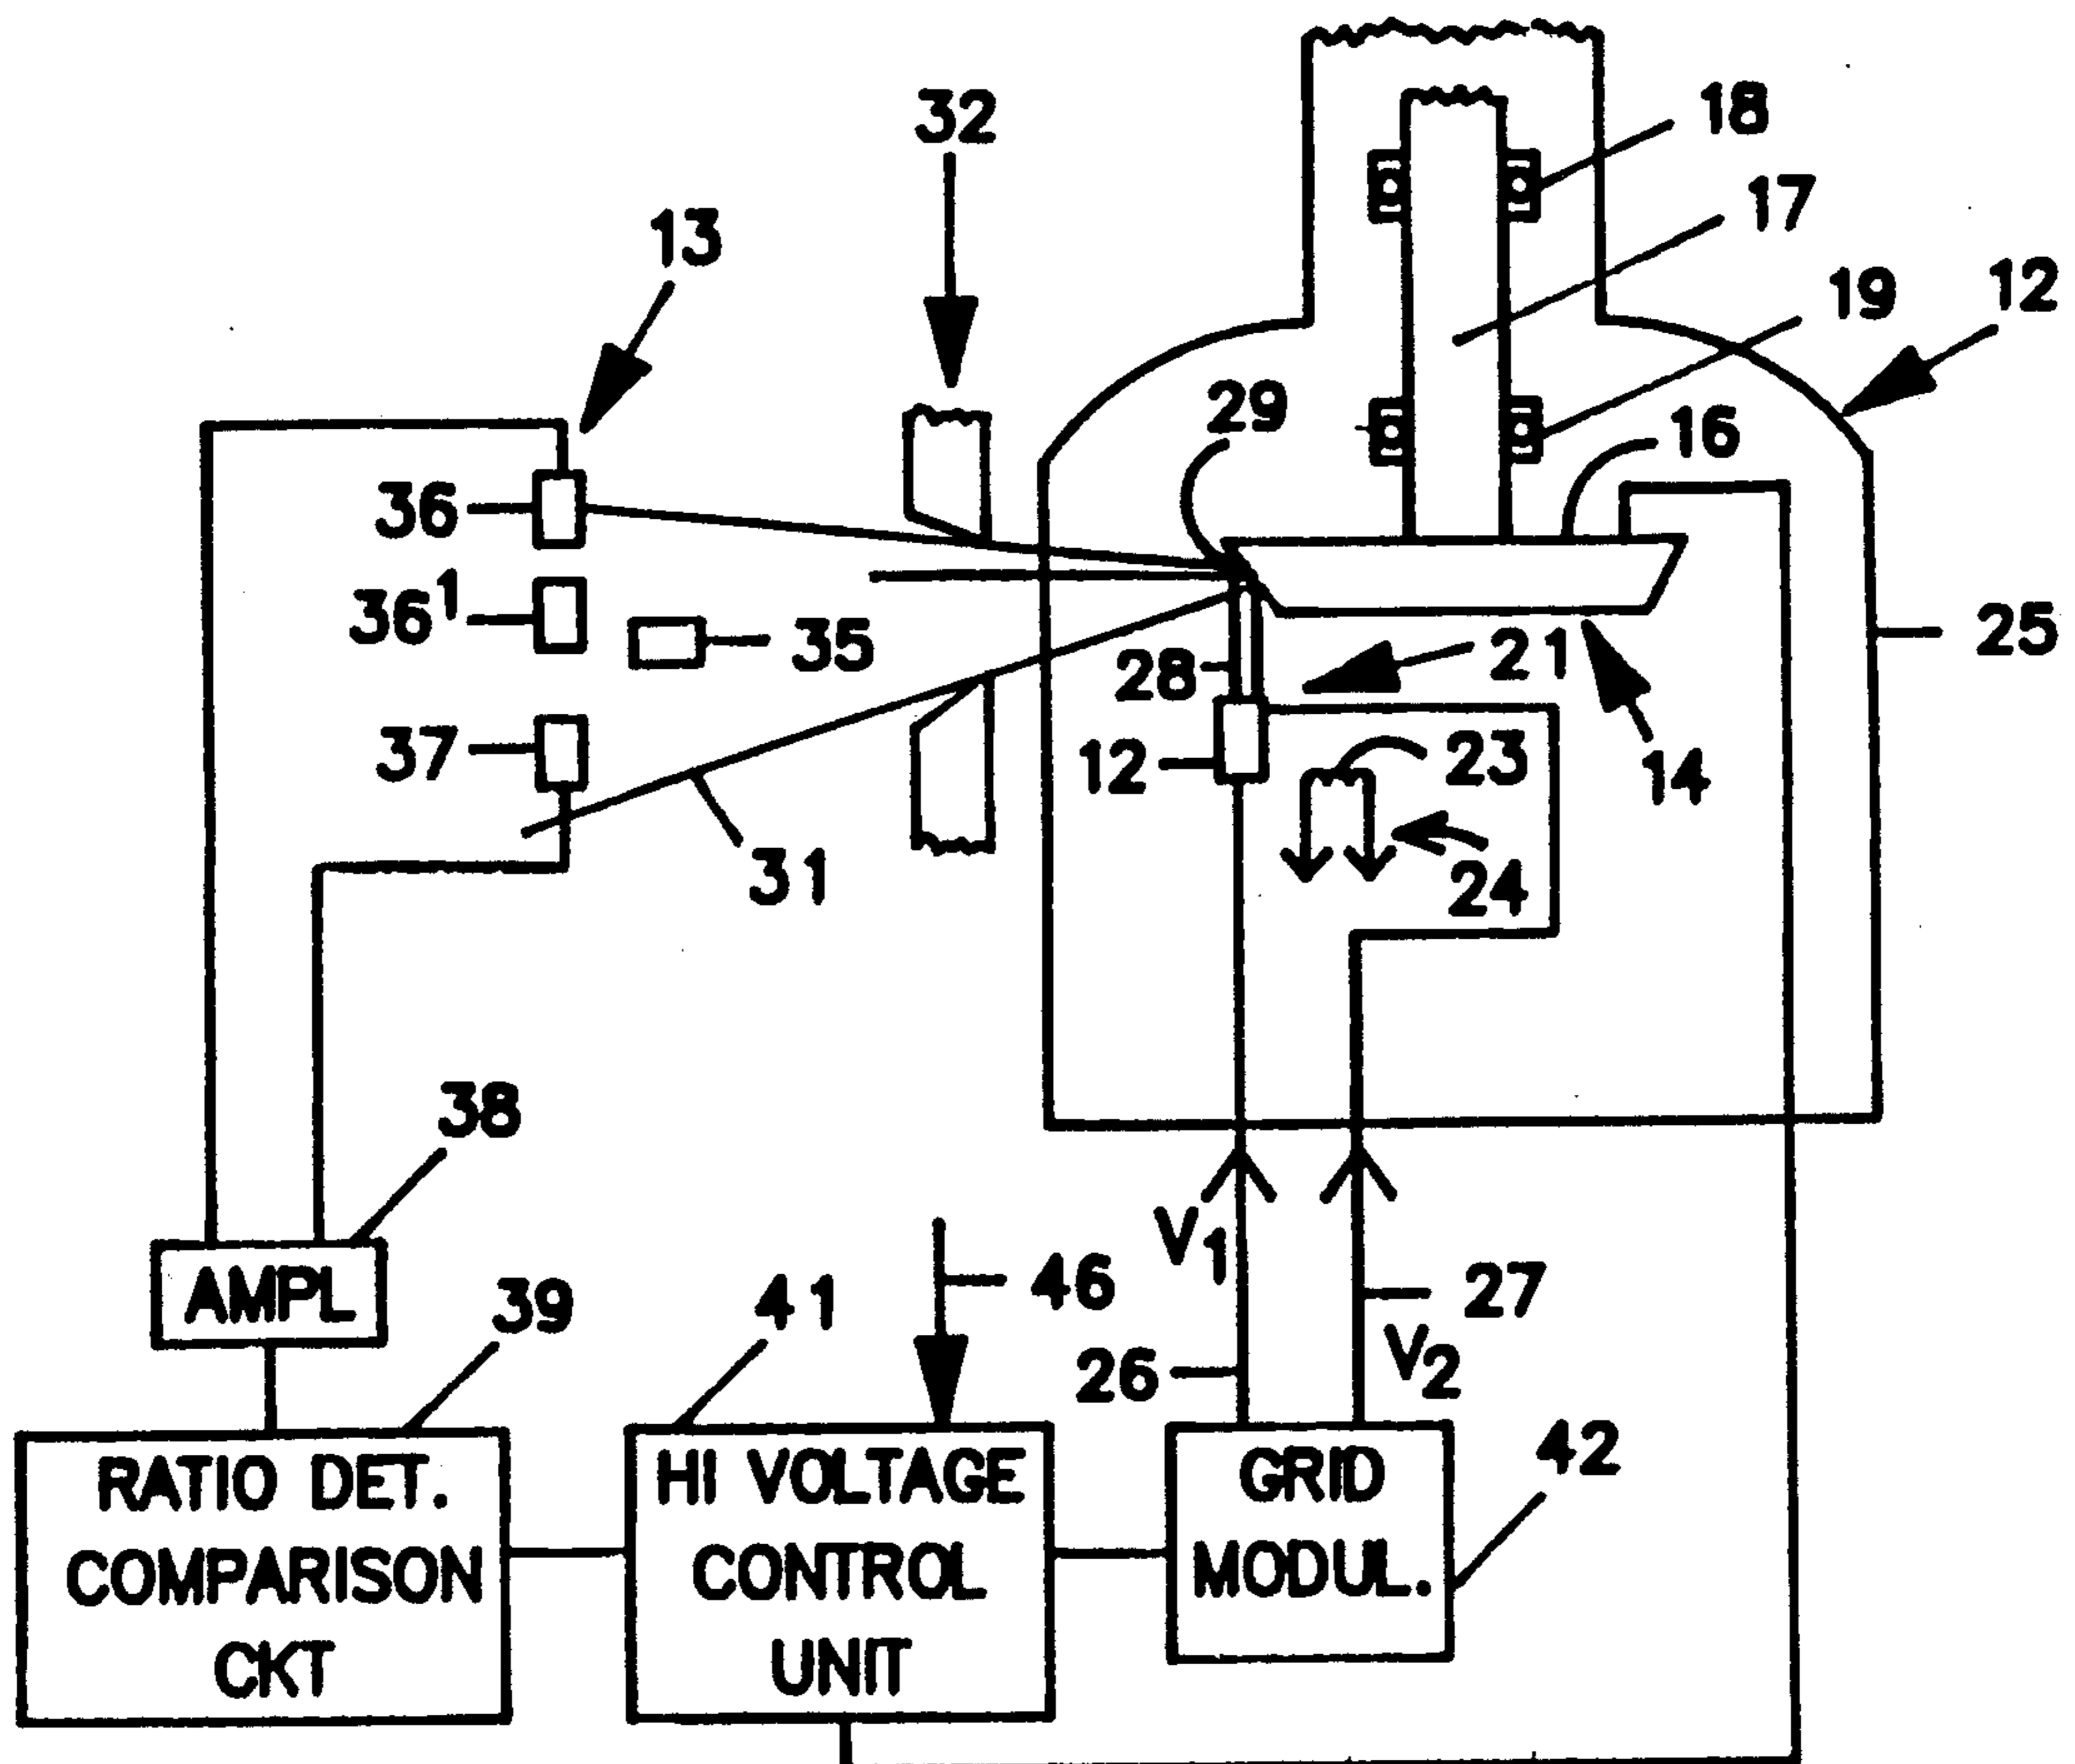 32
18
17
13
19
12
29
16
36
36¹
35
25
28
21
37
12
23
14
31
24
38
V₁
46
27
AMPL
39
41
26
V₂
42
RATIO DET.
COMPARISON
CKT
HI VOLTAGE
CONTROL
UNIT
GRID
MODUL.